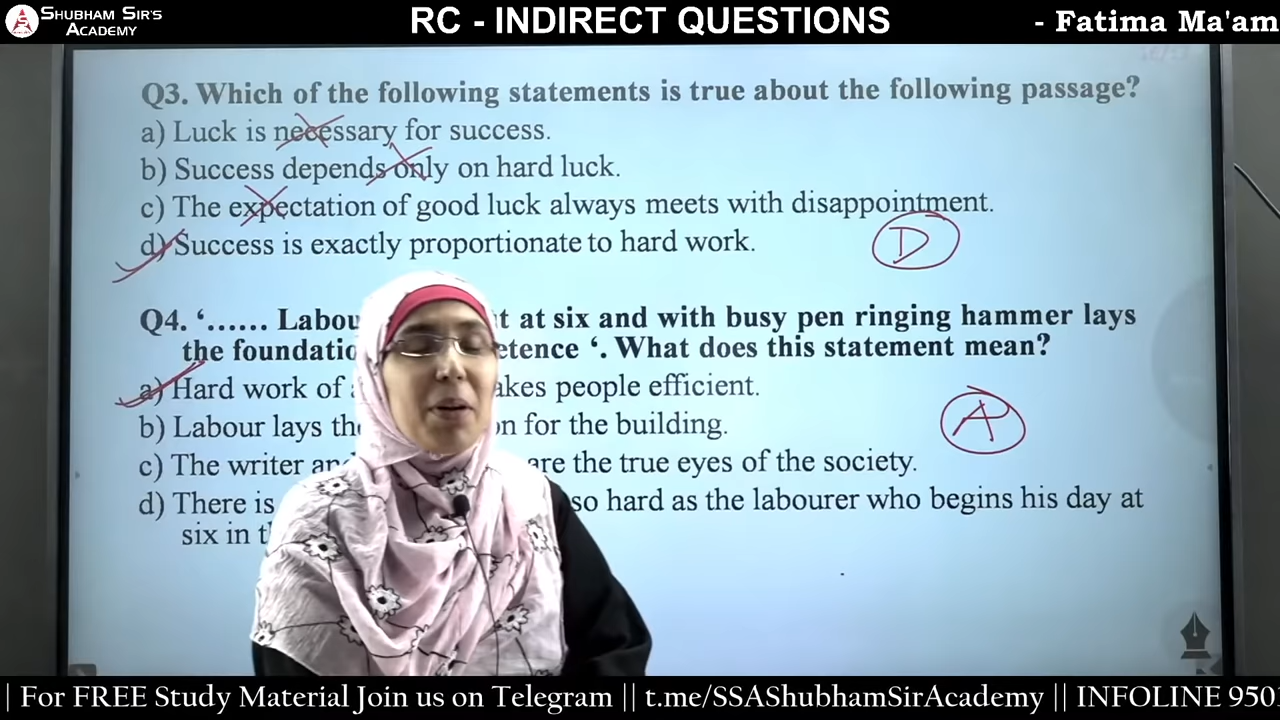 SHUBHAM SIR'S
ACADEMY
RC - INDIRECT QUESTIONS
- Fatima Ma'am
Q3. Which of the following statements is true about the following passage?
a) Luck is necessary for success.
b) Success depends only on hard luck.
c) The expectation of good luck always meets with disappointment.
d) Success is exactly proportionate to hard work.
D
Q4. ‘...... Labou t at six and with busy pen ringing hammer lays
the foundatio etence ‘. What does this statement mean?
a) Hard work of akes people efficient.
A
b) Labour lays th n for the building.
c) The writer an are the true eyes of the society.
d) There is so hard as the labourer who begins his day at
six in t
| For FREE Study Material Join us on Telegram || t.me/SSAShubhamSirAcademy || INFOLINE 950